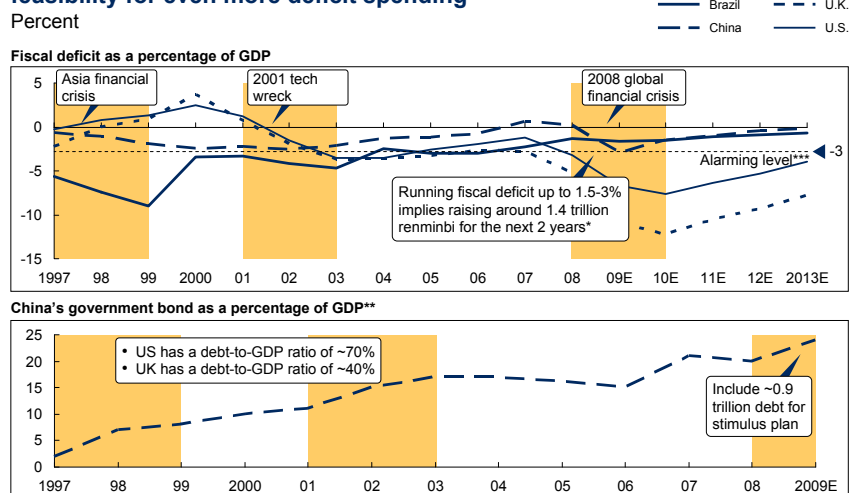 feasibility for even more deficit spending
Percent
Brazil
U.K.
China
U.S.
Fiscal deficit as a percentage of GDP
5
0
-5
-10
-15
Asia financial
crisis
2001 tech
wreck
2008 global
financial crisis
Alarming level***
-3
Running fiscal deficit up to 1.5-3%
implies raising around 1.4 trillion
renminbi for the next 2 years*
1997 98 99 2000 01 02 03 04 05 06 07 08 09E 10E 11E 12E 2013E
China's government bond as a percentage of GDP**
25
20
15
10
5
0
• US has a debt-to-GDP ratio of ~70%
• UK has a debt-to-GDP ratio of ~40%
Include ~0.9
trillion debt for
stimulus plan
1997 98 99 2000 01 02 03 04 05 06 07 08 2009E